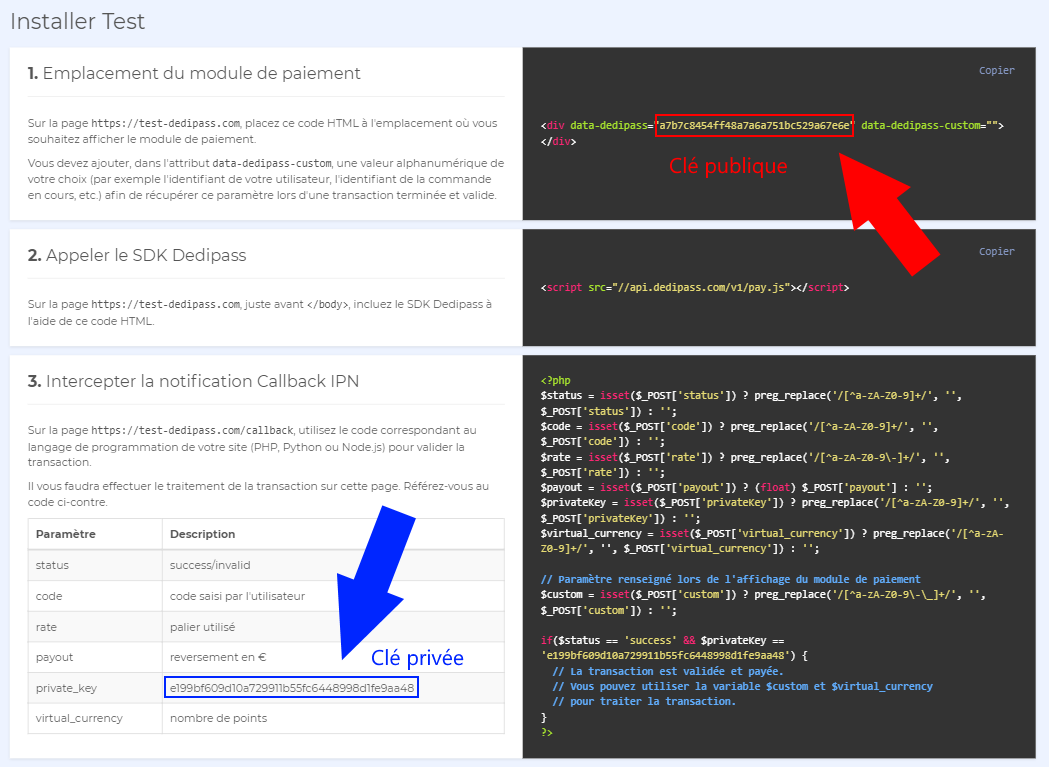 Installer Test
1. Emplacement du module de paiement
Sur la page https://test-dedipass.com, placez ce code HTML à l'emplacement où vous
souhaitez afficher le module de paiement.
Vous devez ajouter, dans l'attribut data-dedipass-custom, une valeur alphanumérique de
votre choix (par exemple l'identifiant de votre utilisateur, l'identifiant de la commande
en cours, etc.) afin de récupérer ce paramètre lors d'une transaction terminée et valide.
Copier
<div data-dedipass="a7b7c8454ff48a7a6a751bc529a67e6e" data-dedipass-custom="">
</div>
Clé publique
2. Appeler le SDK Dedipass
Sur la page https://test-dedipass.com, juste avant </body>, incluez le SDK Dedipass à
l'aide de ce code HTML.
Copier
<script src="//api.dedipass.com/v1/pay.js"></script>
3. Intercepter la notification Callback IPN
Sur la page https://test-dedipass.com/callback, utilisez le code correspondant au
langage de programmation de votre site (PHP, Python ou Node.js) pour valider la
transaction.
Il vous faudra effectuer le traitement de la transaction sur cette page. Référez-vous au
code ci-contre.
Paramètre Description
status success/invalid
code code saisi par l'utilisateur
rate palier utilisé
payout reversement en €
Clé privée
private_key e199bf609d10a729911b55fc6448998d1fe9aa48
virtual_currency nombre de points
<?php
$status = isset($_POST['status']) ? preg_replace('/[^a-zA-Z0-9]+/', '',
$_POST['status']) : '';
$code = isset($_POST['code']) ? preg_replace('/[^a-zA-Z0-9]+/', '',
$_POST['code']) : '';
$rate = isset($_POST['rate']) ? preg_replace('/[^a-zA-Z0-9\-]+/', '',
$_POST['rate']) : '';
$payout = isset($_POST['payout']) ? (float) $_POST['payout'] : '';
$privateKey = isset($_POST['privateKey']) ? preg_replace('/[^a-zA-Z0-9]+/', '',
$_POST['privateKey']) : '';
$virtual_currency = isset($_POST['virtual_currency']) ? preg_replace('/[^a-zA-
Z0-9]+/', '', $_POST['virtual_currency']) : '';
// Paramètre renseigné lors de l'affichage du module de paiement
$custom = isset($_POST['custom']) ? preg_replace('/[^a-zA-Z0-9\-\_]+/', '',
$_POST['custom']) : '';
if($status == 'success' && $privateKey ==
'e199bf609d10a729911b55fc6448998d1fe9aa48') {
// La transaction est validée et payée.
// Vous pouvez utiliser la variable $custom et $virtual_currency
// pour traiter la transaction.
}
?>